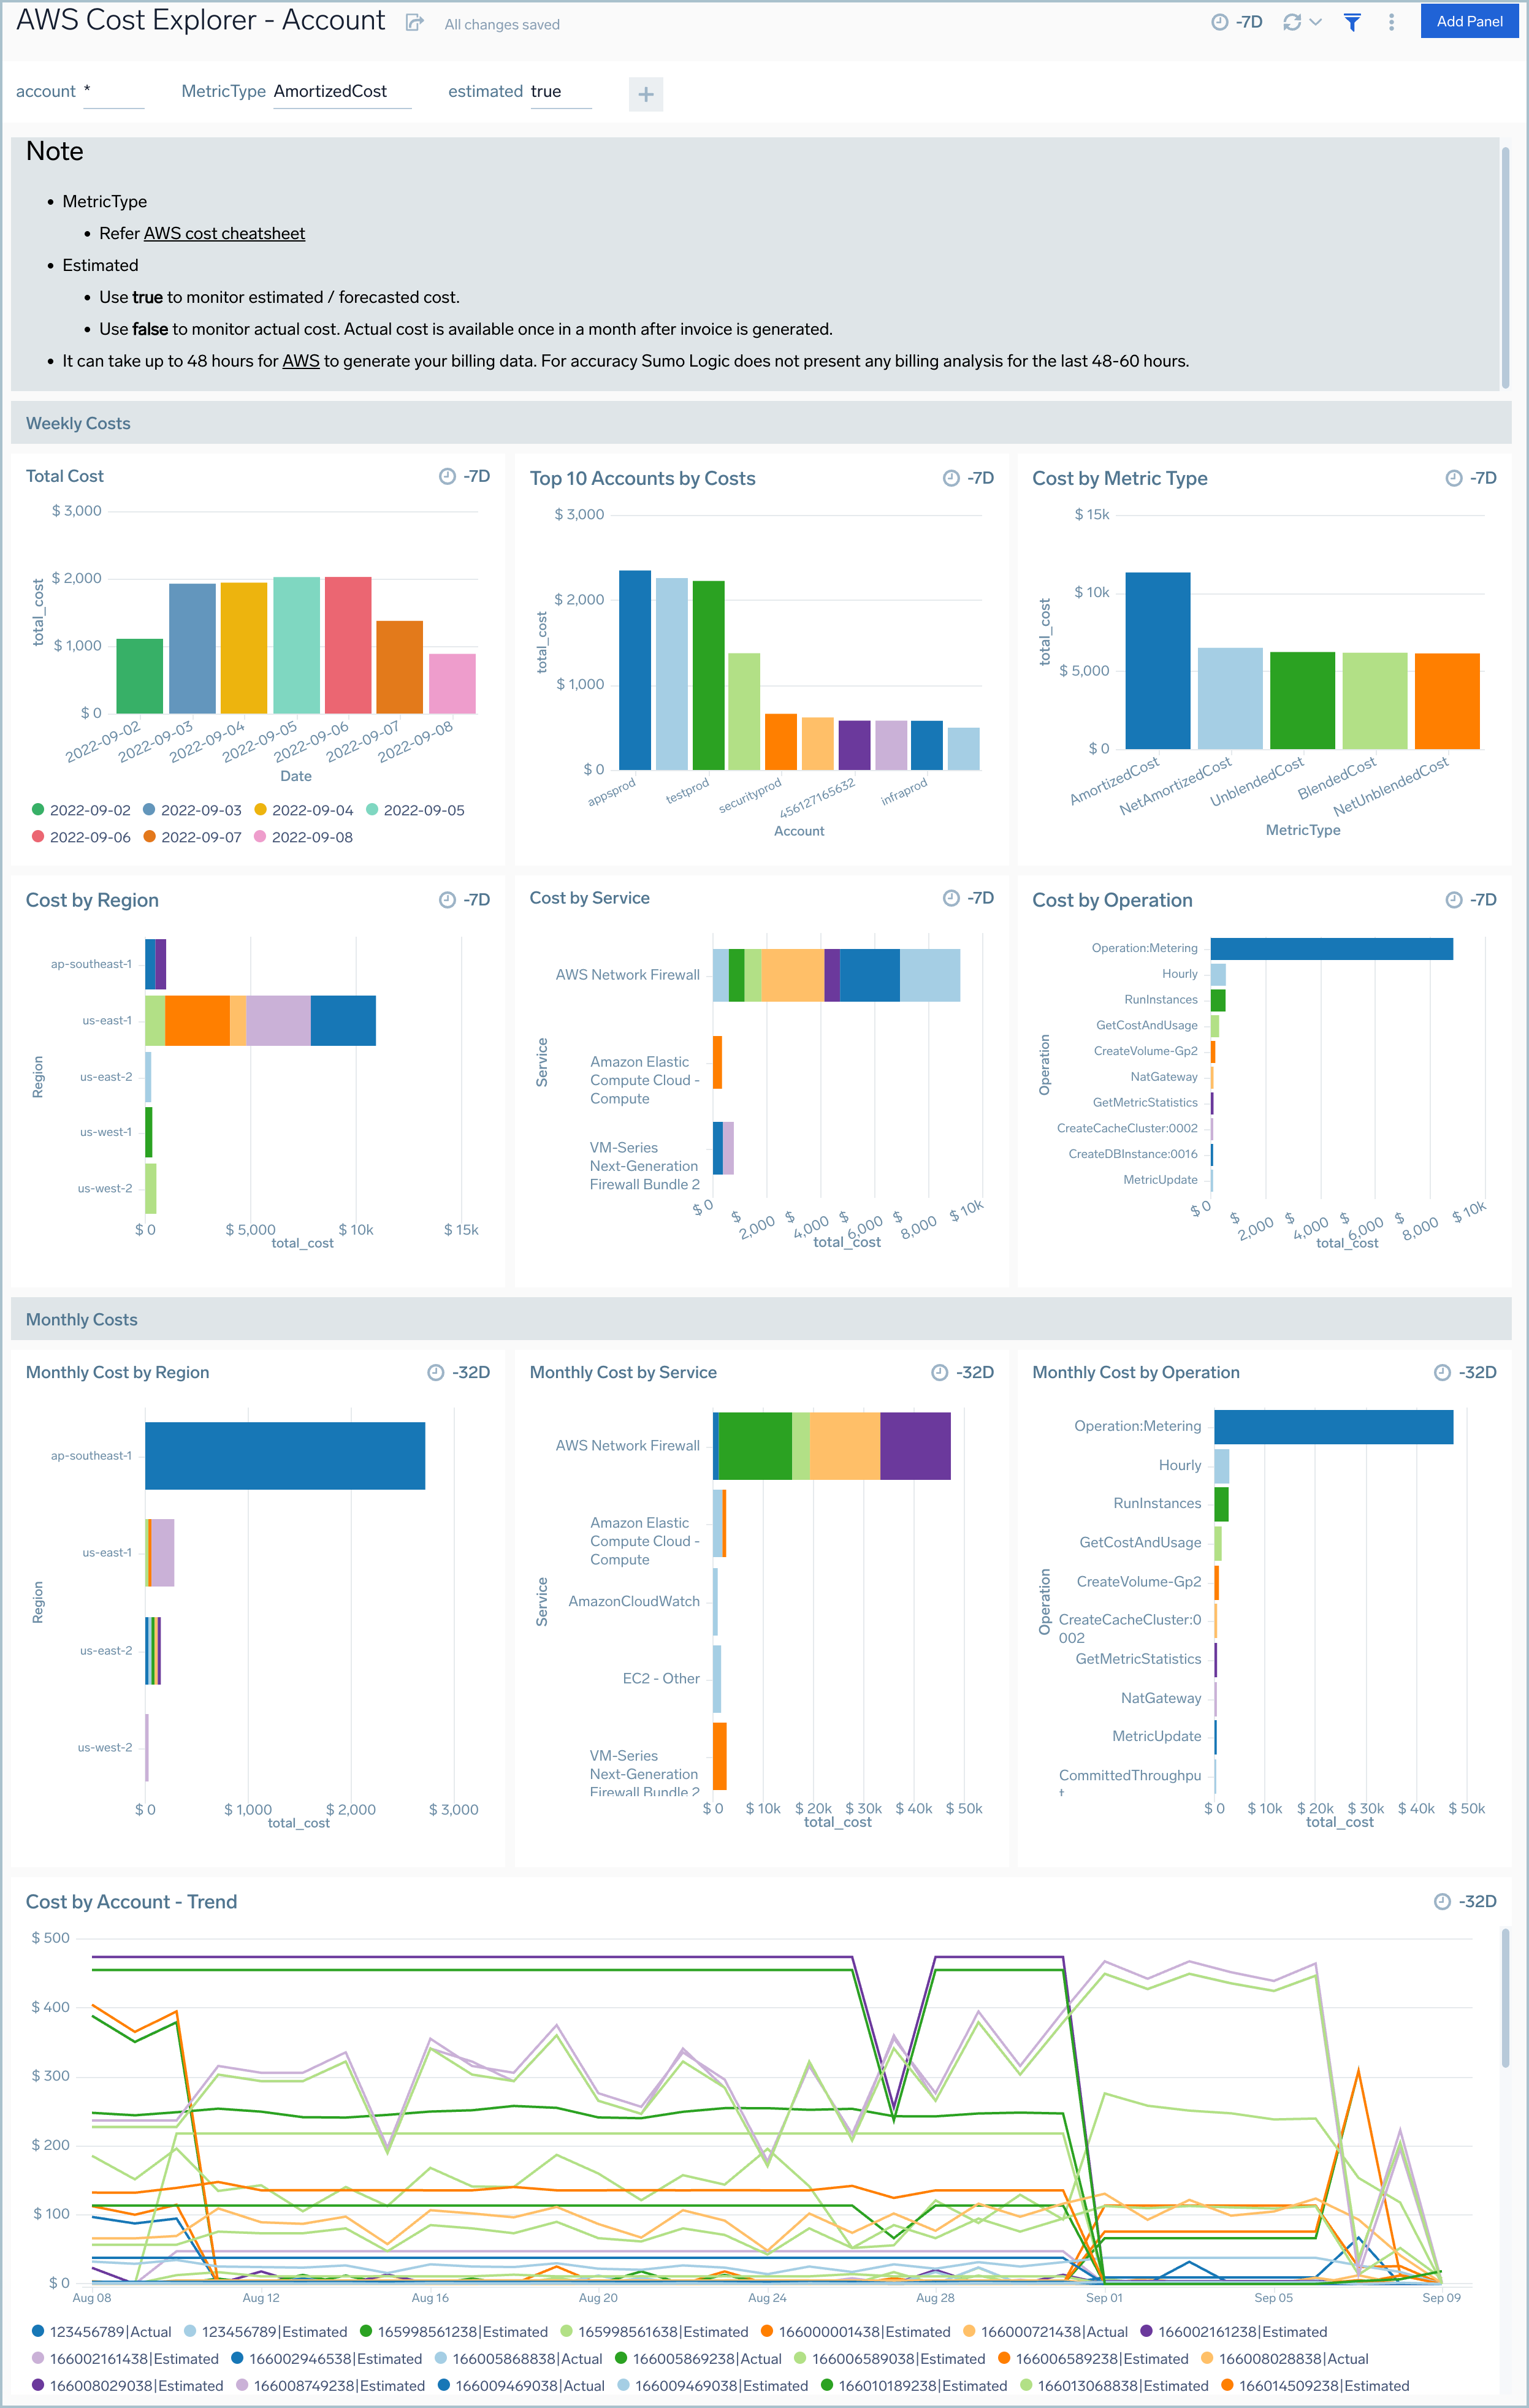 AWS Cost Explorer - Account
All changes saved
-7D
Add Panel
account *
MetricType AmortizedCost
estimated true
+
Note
• MetricType
• Refer AWS cost cheatsheet
• Estimated
• Use true to monitor estimated / forecasted cost.
• Use false to monitor actual cost. Actual cost is available once in a month after invoice is generated.
• It can take up to 48 hours for AWS to generate your billing data. For accuracy Sumo Logic does not present any billing analysis for the last 48-60 hours.
Weekly Costs
Total Cost
-7D
$ 3,000
$ 2,000
$ 1,000
$ 0
total_cost
2022-09-02
2022-09-03
2022-09-04
2022-09-05
2022-09-06
2022-09-07
2022-09-08
Date
2022-09-02 2022-09-03 2022-09-04 2022-09-05
2022-09-06 2022-09-07 2022-09-08
Top 10 Accounts by Costs
-7D
$ 3,000
$ 2,000
$ 1,000
$ 0
total_cost
appsprod
testprod
securityprod
456127165632
infraprod
Account
Cost by Metric Type
-7D
$ 15k
$ 10k
$ 5,000
$ 0
total_cost
AmortizedCost
NetAmortizedCost
UnblendedCost
BlendedCost
NetUnblendedCost
MetricType
Cost by Region
-7D
ap-southeast-1
us-east-1
us-east-2
us-west-1
us-west-2
Region
$ 0 $ 5,000 $ 10k $ 15k
total_cost
Cost by Service
-7D
AWS Network Firewall
Amazon Elastic
Compute Cloud -
Compute
VM-Series
Next-Generation
Firewall Bundle 2
Service
$ 0 $ 2,000 $ 4,000 $ 6,000 $ 8,000 $ 10k
total_cost
Cost by Operation
-7D
Operation:Metering
Hourly
RunInstances
GetCostAndUsage
CreateVolume-Gp2
NatGateway
GetMetricStatistics
CreateCacheCluster:0002
CreateDBInstance:0016
MetricUpdate
Operation
$ 0 $ 2,000 $ 4,000 $ 6,000 $ 8,000 $ 10k
total_cost
Monthly Costs
Monthly Cost by Region
-32D
ap-southeast-1
us-east-1
us-east-2
us-west-2
Region
$ 0 $ 1,000 $ 2,000 $ 3,000
total_cost
Monthly Cost by Service
-32D
AWS Network Firewall
Amazon Elastic
Compute Cloud -
Compute
AmazonCloudWatch
EC2 - Other
VM-Series
Next-Generation
Firewall Bundle 2
Service
$ 0 $ 10k $ 20k $ 30k $ 40k $ 50k
total_cost
Monthly Cost by Operation
-32D
Operation:Metering
Hourly
RunInstances
GetCostAndUsage
CreateVolume-Gp2
CreateCacheCluster:0
002
GetMetricStatistics
NatGateway
MetricUpdate
CommittedThroughpu
t
Operation
$ 0 $ 10k $ 20k $ 30k $ 40k $ 50k
total_cost
Cost by Account - Trend
-32D
$ 500
$ 400
$ 300
$ 200
$ 100
$ 0
Aug 08 Aug 12 Aug 16 Aug 20 Aug 24 Aug 28 Sep 01 Sep 05 Sep 09
123456789|Actual 123456789|Estimated 165998561238|Estimated 165998561638|Estimated 166000001438|Estimated 166000721438|Actual 166002161238|Estimated
166002161438|Estimated 166002946538|Estimated 166005868838|Actual 166005869238|Actual 166006589038|Estimated 166006589238|Estimated 166008028838|Actual
166008029038|Estimated 166008749238|Estimated 166009469038|Actual 166009469038|Estimated 166010189238|Estimated 166013068838|Estimated 166014509238|Estimated